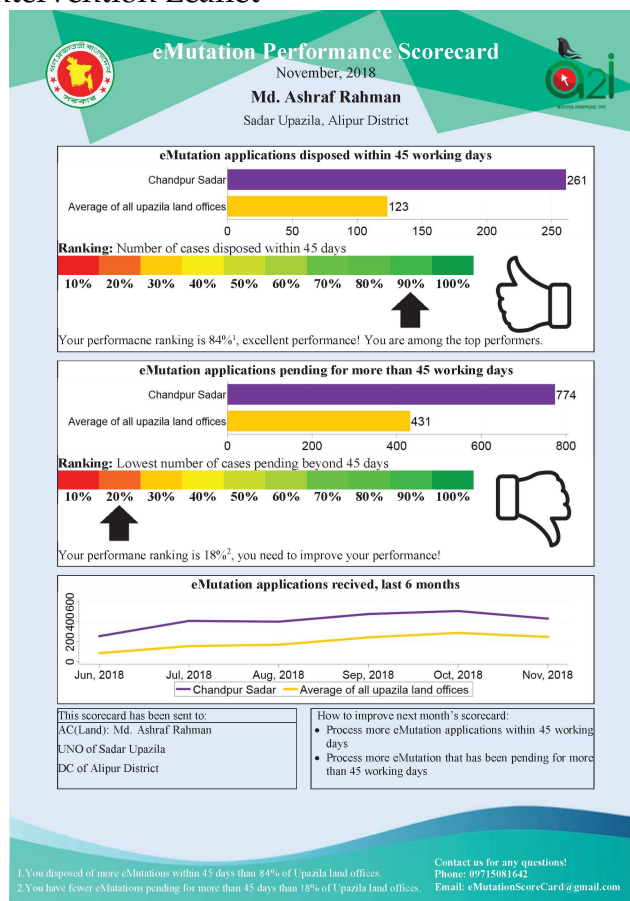 ntervention Leaflet
eMutation Performance Scorecard
November, 2018
Md. Ashraf Rahman
Sadar Upazila, Alipur District
a2i
eMutation applications disposed within 45 working days
Chandpur Sadar
261
Average of all upazila land offices
123
0 50 100 150 200 250
Ranking: Number of cases disposed within 45 days
10% 20% 30% 40% 50% 60% 70% 80% 90% 100%
Your performacne ranking is 84%¹, excellent performance! You are among the top performers.
eMutation applications pending for more than 45 working days
Chandpur Sadar
774
Average of all upazila land offices
431
0 200 400 600 800
Ranking: Lowest number of cases pending beyond 45 days
10% 20% 30% 40% 50% 60% 70% 80% 90% 100%
Your performane ranking is 18%², you need to improve your performance!
eMutation applications recived, last 6 months
0 200 400 600
Jun, 2018 Jul, 2018 Aug, 2018 Sep, 2018 Oct, 2018 Nov, 2018
Chandpur Sadar Average of all upazila land offices
This scorecard has been sent to:
AC(Land): Md. Ashraf Rahman
UNO of Sadar Upazila
DC of Alipur District
How to improve next month's scorecard:
• Process more eMutation applications within 45 working
days
• Process more eMutation that has been pending for more
than 45 working days
1.You disposed of more eMutations within 45 days than 84% of Upazila land offices.
2.You have fewer eMutations pending for more than 45 days than 18% of Upazila land offices.
Contact us for any questions!
Phone: 09715081642
Email: eMutationScoreCard@gmail.com